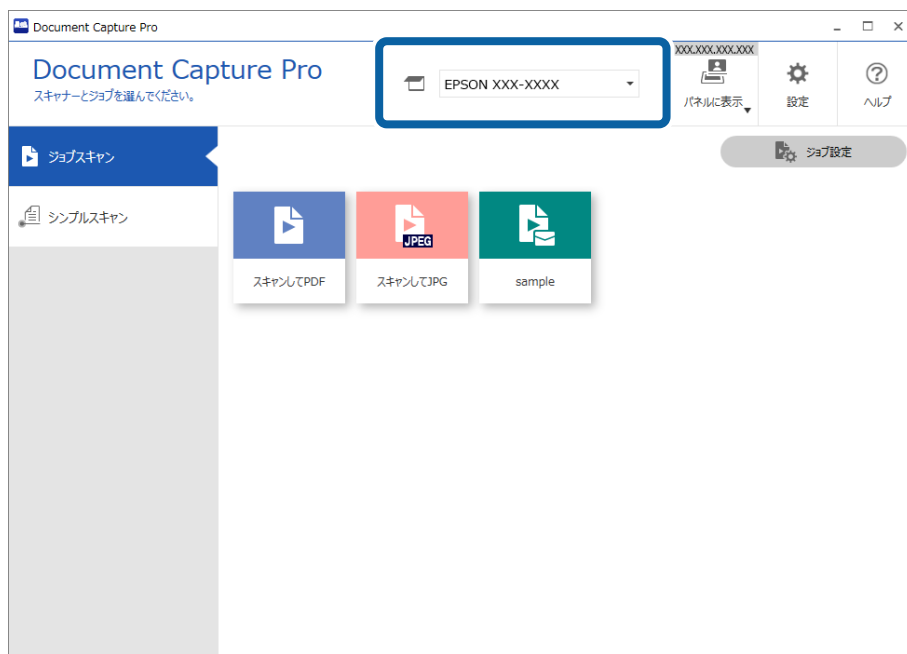 Document Capture Pro
Document Capture Pro
スキャナーとジョブを選んでください。
EPSON XXX-XXXX
XXX.XXX.XXX.XXX
パネルに表示
設定
ヘルプ
ジョブスキャン
ジョブ設定
シンプルスキャン
JPEG
スキャンしてPDF
スキャンしてJPG
sample